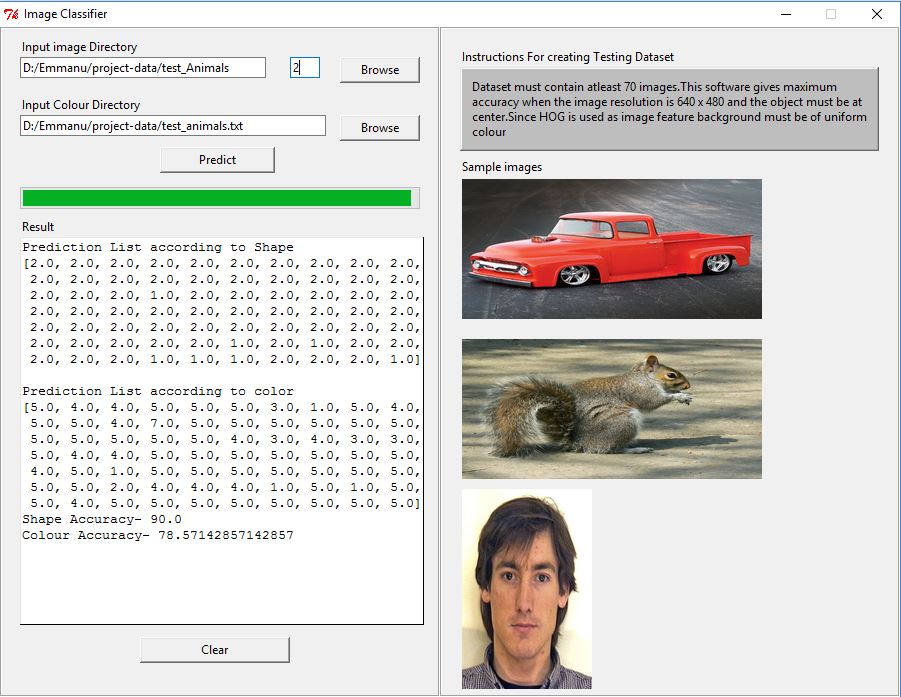 Image Classifier
Input image Directory
D:/Emmanu/project-data/test_Animals
2
Browse
Input Colour Directory
D:/Emmanu/project-data/test_animals.txt
Browse
Predict
Result
Prediction List according to Shape
[2.0, 2.0, 2.0, 2.0, 2.0, 2.0, 2.0, 2.0, 2.0, 2.0,
2.0, 2.0, 2.0, 2.0, 2.0, 2.0, 2.0, 2.0, 2.0, 2.0,
2.0, 2.0, 2.0, 1.0, 2.0, 2.0, 2.0, 2.0, 2.0, 2.0,
2.0, 2.0, 2.0, 2.0, 2.0, 2.0, 2.0, 2.0, 2.0, 2.0,
2.0, 2.0, 2.0, 2.0, 2.0, 2.0, 2.0, 2.0, 2.0, 2.0,
2.0, 2.0, 2.0, 2.0, 2.0, 1.0, 2.0, 1.0, 2.0, 2.0,
2.0, 2.0, 2.0, 1.0, 1.0, 1.0, 2.0, 2.0, 2.0, 1.0]
Prediction List according to color
[5.0, 4.0, 4.0, 5.0, 5.0, 5.0, 3.0, 1.0, 5.0, 4.0,
5.0, 5.0, 4.0, 7.0, 5.0, 5.0, 5.0, 5.0, 5.0, 5.0,
5.0, 5.0, 5.0, 5.0, 5.0, 4.0, 3.0, 4.0, 3.0, 3.0,
5.0, 4.0, 4.0, 5.0, 5.0, 5.0, 5.0, 5.0, 5.0, 5.0,
4.0, 5.0, 1.0, 5.0, 5.0, 5.0, 5.0, 5.0, 5.0, 5.0,
5.0, 5.0, 2.0, 4.0, 4.0, 4.0, 1.0, 5.0, 1.0, 5.0,
5.0, 4.0, 5.0, 5.0, 5.0, 5.0, 5.0, 5.0, 5.0, 5.0]
Shape Accuracy- 90.0
Colour Accuracy- 78.57142857142857
Clear
Instructions For creating Testing Dataset
Dataset must contain atleast 70 images.This software gives maximum
accuracy when the image resolution is 640 x 480 and the object must be at
center.Since HOG is used as image feature background must be of uniform
colour
Sample images